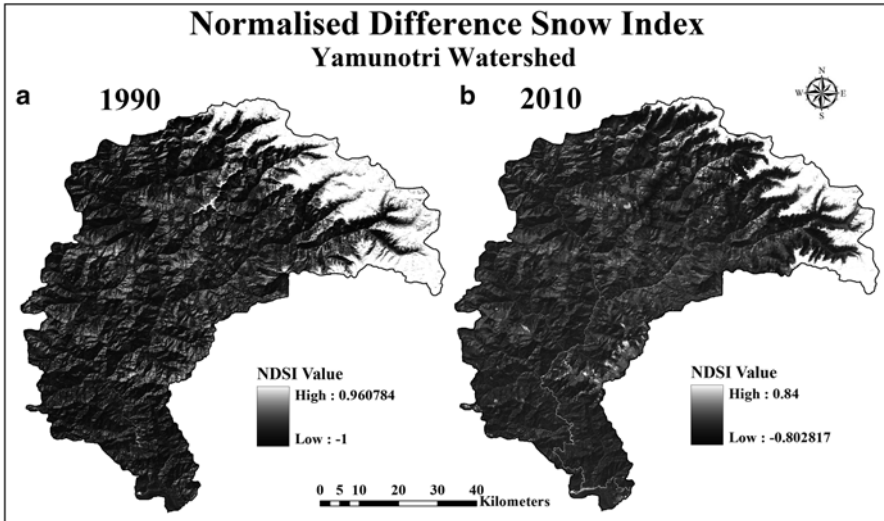 Normalised Difference Snow Index
Yamunotri Watershed
a 1990
b 2010
N
W E
S
NDSI Value
High : 0.960784
Low : -1
NDSI Value
High : 0.84
Low : -0.802817
0 5 10 20 30 40
Kilometers